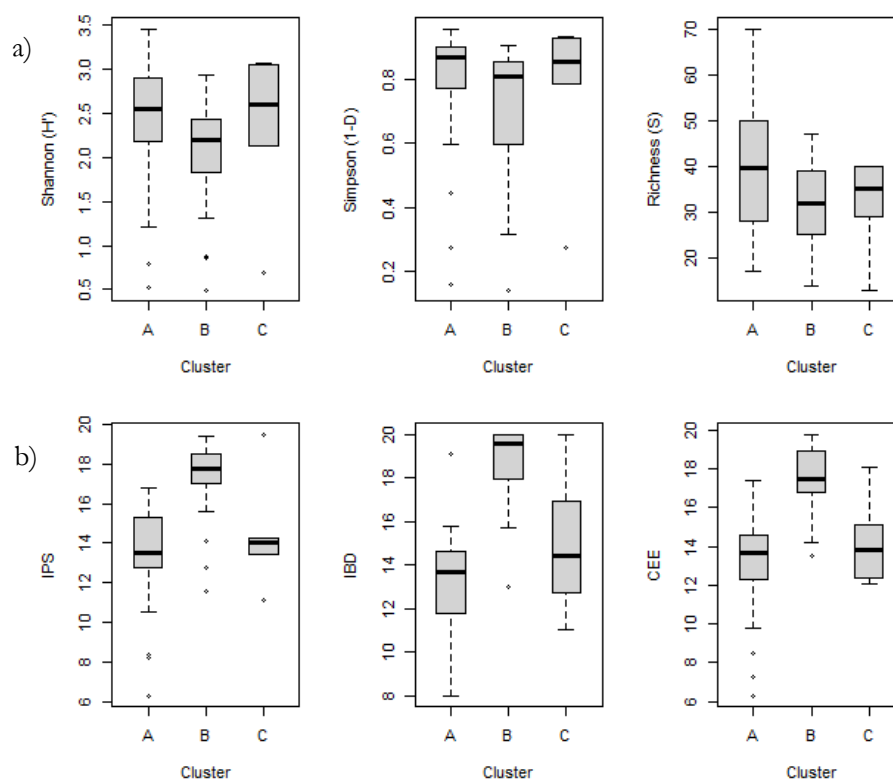 a)
Shannon (H')
3.5
3.0
2.5
2.0
1.5
1.0
0.5
A B C
Cluster
Simpson (1-D)
0.8
0.6
0.4
0.2
A B C
Cluster
Richness (S)
70
60
50
40
30
20
A B C
Cluster
b)
IPS
20
18
16
14
12
10
8
6
A B C
Cluster
IBD
20
18
16
14
12
10
8
A B C
Cluster
CEE
20
18
16
14
12
10
8
6
A B C
Cluster